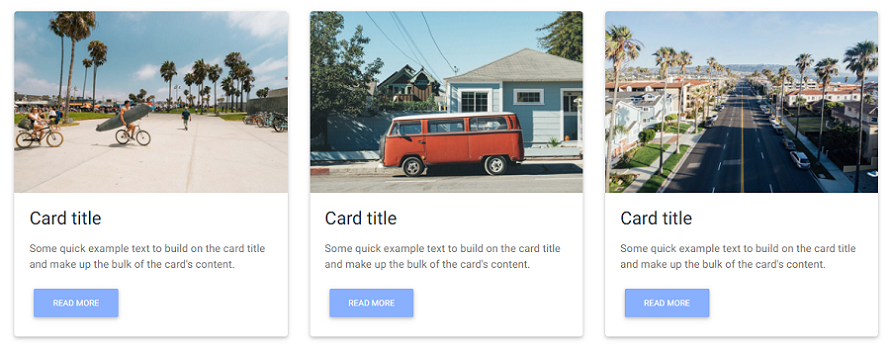 Card title
Some quick example text to build on the card title
and make up the bulk of the card's content.
READ MORE
Card title
Some quick example text to build on the card title
and make up the bulk of the card's content.
READ MORE
Card title
Some quick example text to build on the card title
and make up the bulk of the card's content.
READ MORE